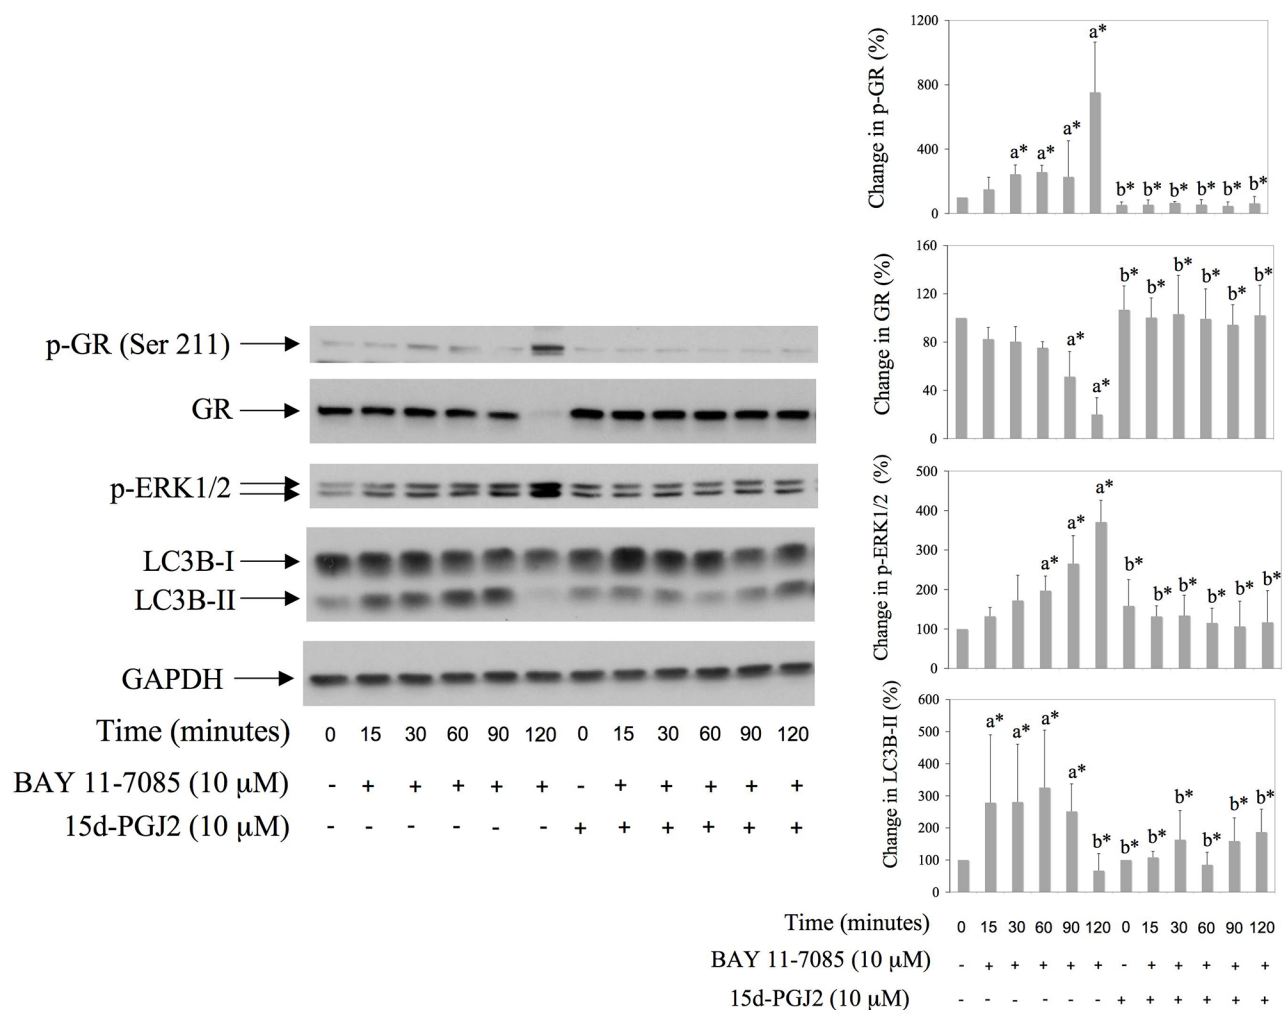 p-GR (Ser 211)
GR
p-ERK1/2
LC3B-I
LC3B-II
GAPDH
Time (minutes) 0 15 30 60 90 120 0 15 30 60 90 120
BAY 11-7085 (10 μM) - + + + + + - + + + + +
15d-PGJ2 (10 μM) - - - - - - + + + + + +
Change in p-GR (%)
1200
800
400
0
a* a* a* a* b* b* b* b* b* b*
Change in GR (%)
160
120
80
40
0
a* a* b* b* b* b* b* b*
Change in p-ERK1/2 (%)
500
400
300
200
100
0
a* a* a* b* b* b* b* b* b*
Change in LC3B-II (%)
600
500
400
300
200
100
0
a* a* a* a* b* b* b* b* b* b* b*
Time (minutes) 0 15 30 60 90 120 0 15 30 60 90 120
BAY 11-7085 (10 μM) - + + + + + - + + + + +
15d-PGJ2 (10 μM) - - - - - - + + + + + +